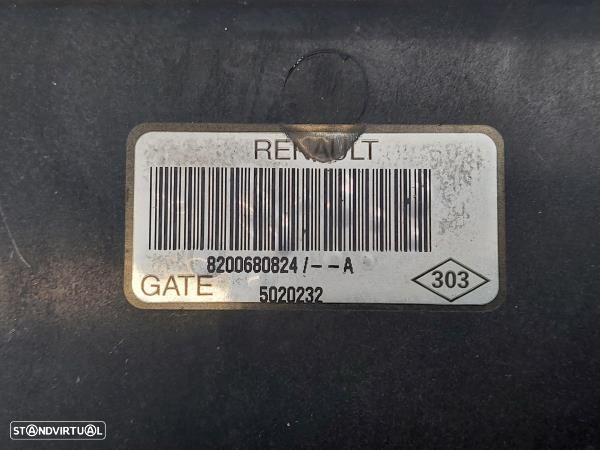 RENAULT
8200680824/--A
GATE
5020232
303
STANDVIRTUAL